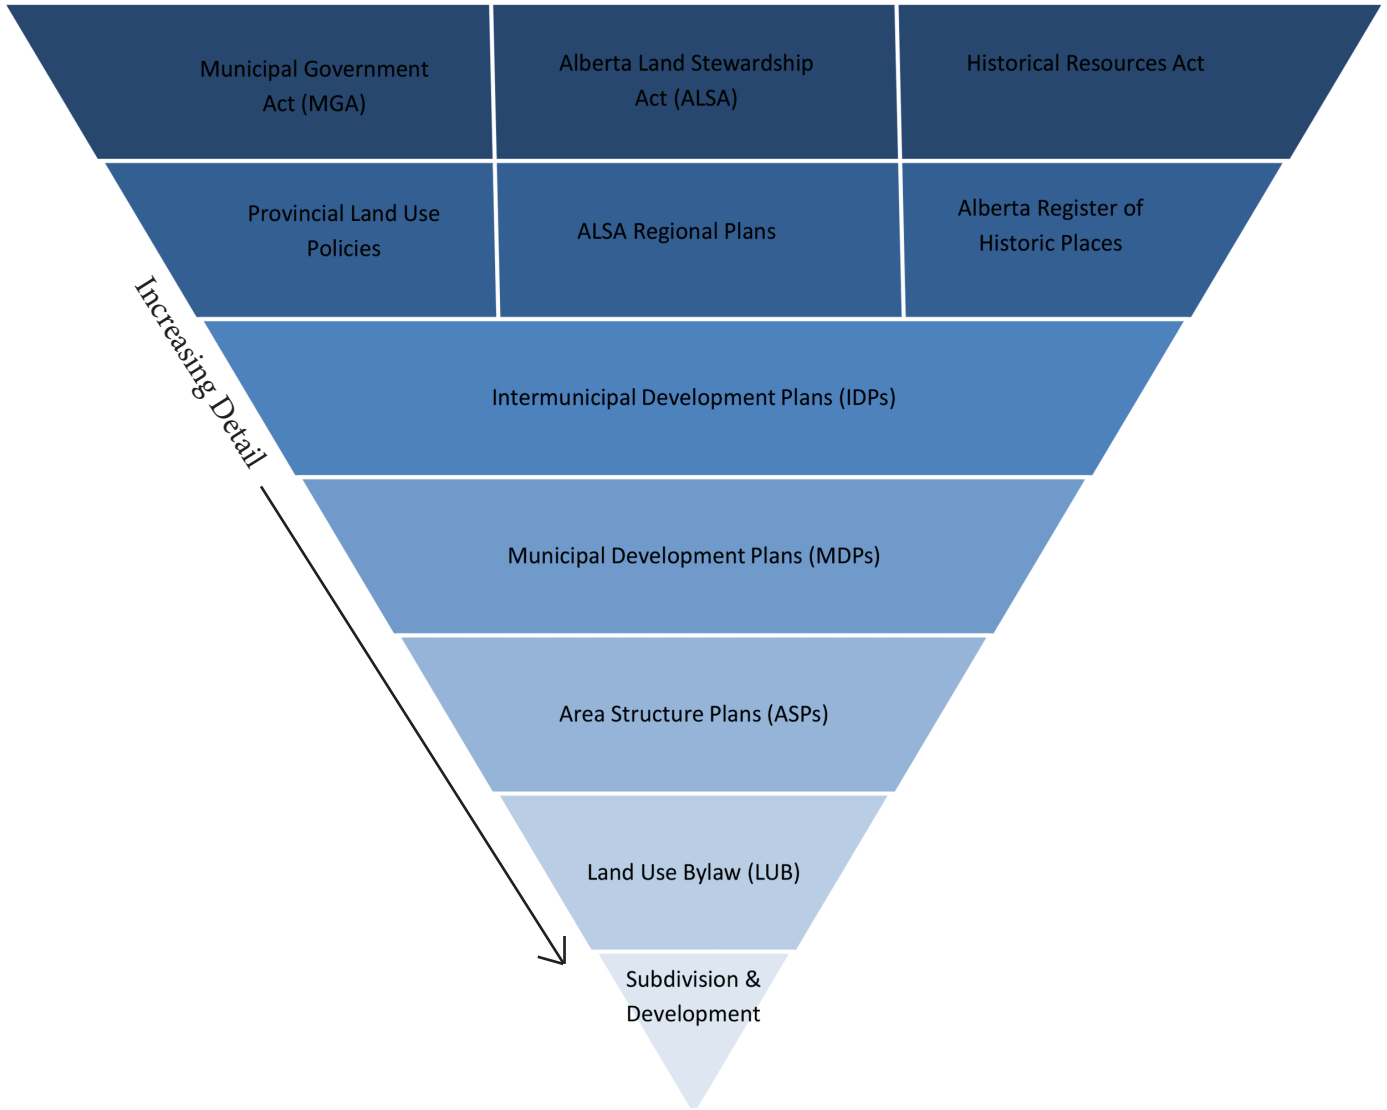 Municipal Government
Act (MGA)
Alberta Land Stewardship
Act (ALSA)
Historical Resources Act
Provincial Land Use
Policies
ALSA Regional Plans
Alberta Register of
Historic Places
Increasing Detail
Intermunicipal Development Plans (IDPs)
Municipal Development Plans (MDPs)
Area Structure Plans (ASPs)
Land Use Bylaw (LUB)
Subdivision &
Development